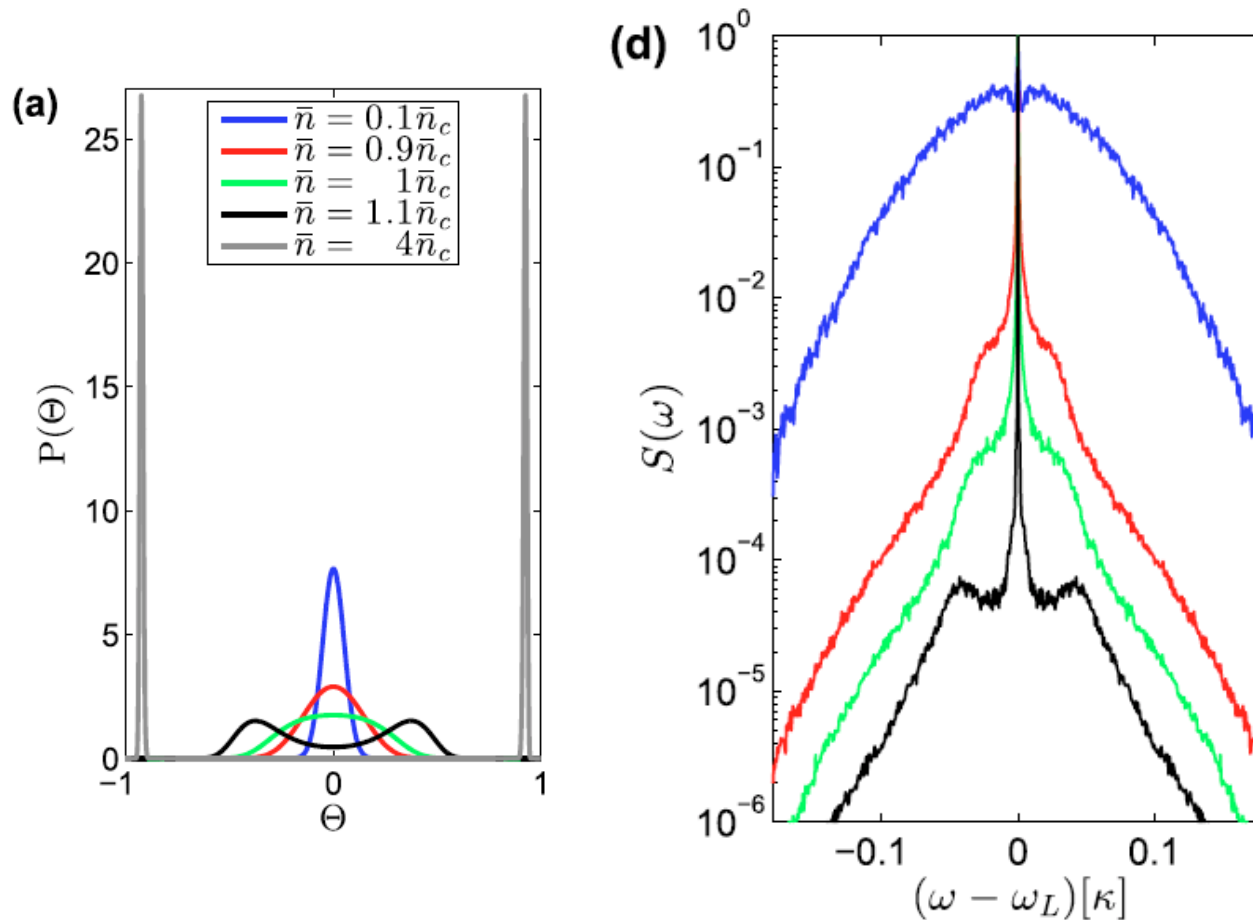 (a)
n̄ = 0.1n̄c
n̄ = 0.9n̄c
n̄ = 1n̄c
n̄ = 1.1n̄c
n̄ = 4n̄c
P(Θ)
25
20
15
10
5
0
−1 0 1
Θ
(d)
S(ω)
10^0
10^−1
10^−2
10^−3
10^−4
10^−5
10^−6
−0.1 0 0.1
(ω − ω_L)[κ]